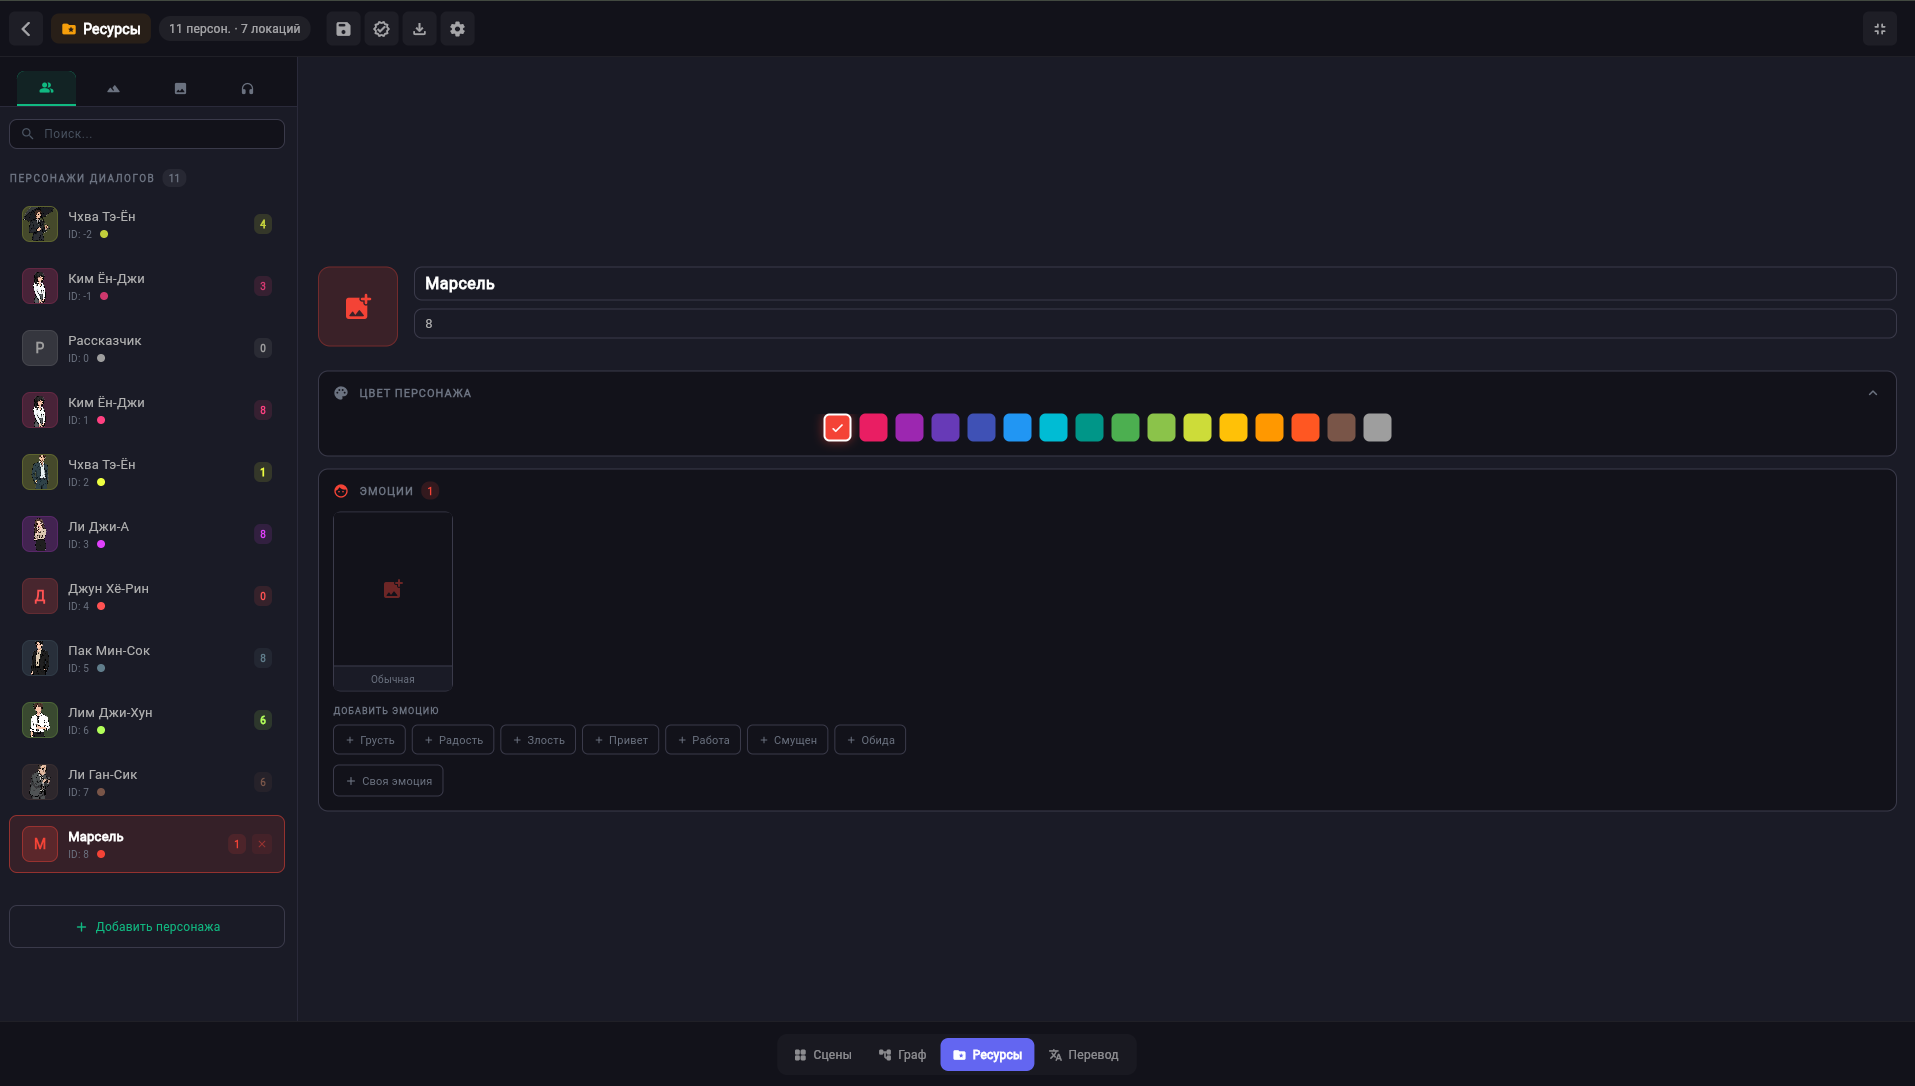 Ресурсы
11 персон. · 7 локаций
Поиск...
ПЕРСОНАЖИ ДИАЛОГОВ 11
Чхва Тэ-Ён
ID: -2
4
Ким Ён-Джи
ID: -1
3
Р
Рассказчик
ID: 0
0
Ким Ён-Джи
ID: 1
8
Чхва Тэ-Ён
ID: 2
1
Ли Джи-А
ID: 3
8
Д
Джун Хё-Рин
ID: 4
0
Пак Мин-Сок
ID: 5
8
Лим Джи-Хун
ID: 6
6
Ли Ган-Сик
ID: 7
6
М
Марсель
ID: 8
1
+ Добавить персонажа
Марсель
8
ЦВЕТ ПЕРСОНАЖА
ЭМОЦИИ 1
Обычная
ДОБАВИТЬ ЭМОЦИЮ
+ Грусть
+ Радость
+ Злость
+ Привет
+ Работа
+ Смущен
+ Обида
+ Своя эмоция
Сцены
Граф
Ресурсы
Перевод